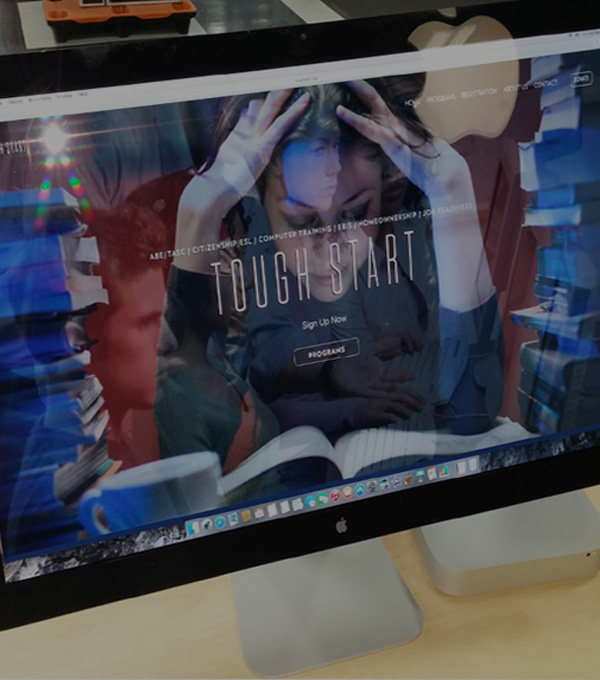 HOME PROGRAMS REGISTRATION ABOUT US CONTACT DONATE
ABE/TASC | CITIZENSHIP/ESL | COMPUTER TRAINING | EBIS | HOMEOWNERSHIP | JOB READINESS
TOUGH START
Sign Up Now
PROGRAMS